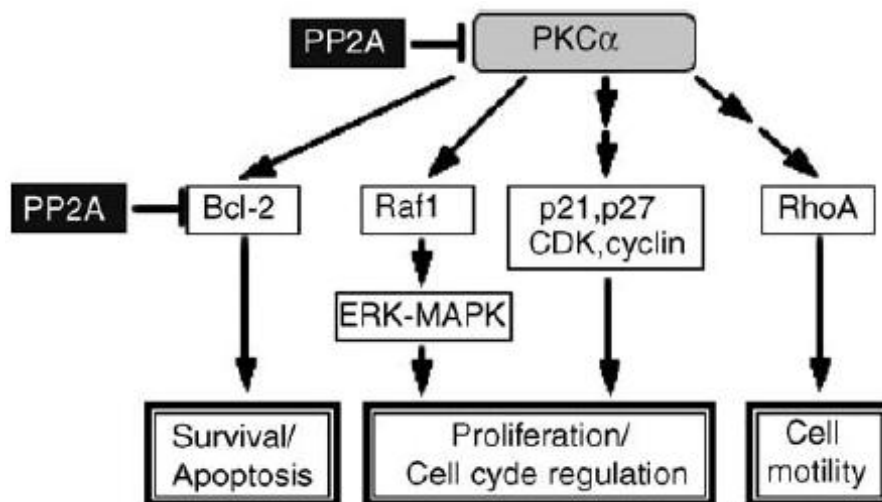 PP2A
PKCα
PP2A
Bcl-2
Raf1
p21,p27
CDK,cyclin
RhoA
ERK-MAPK
Survival/
Apoptosis
Proliferation/
Cell cyde regulation
Cell
motility